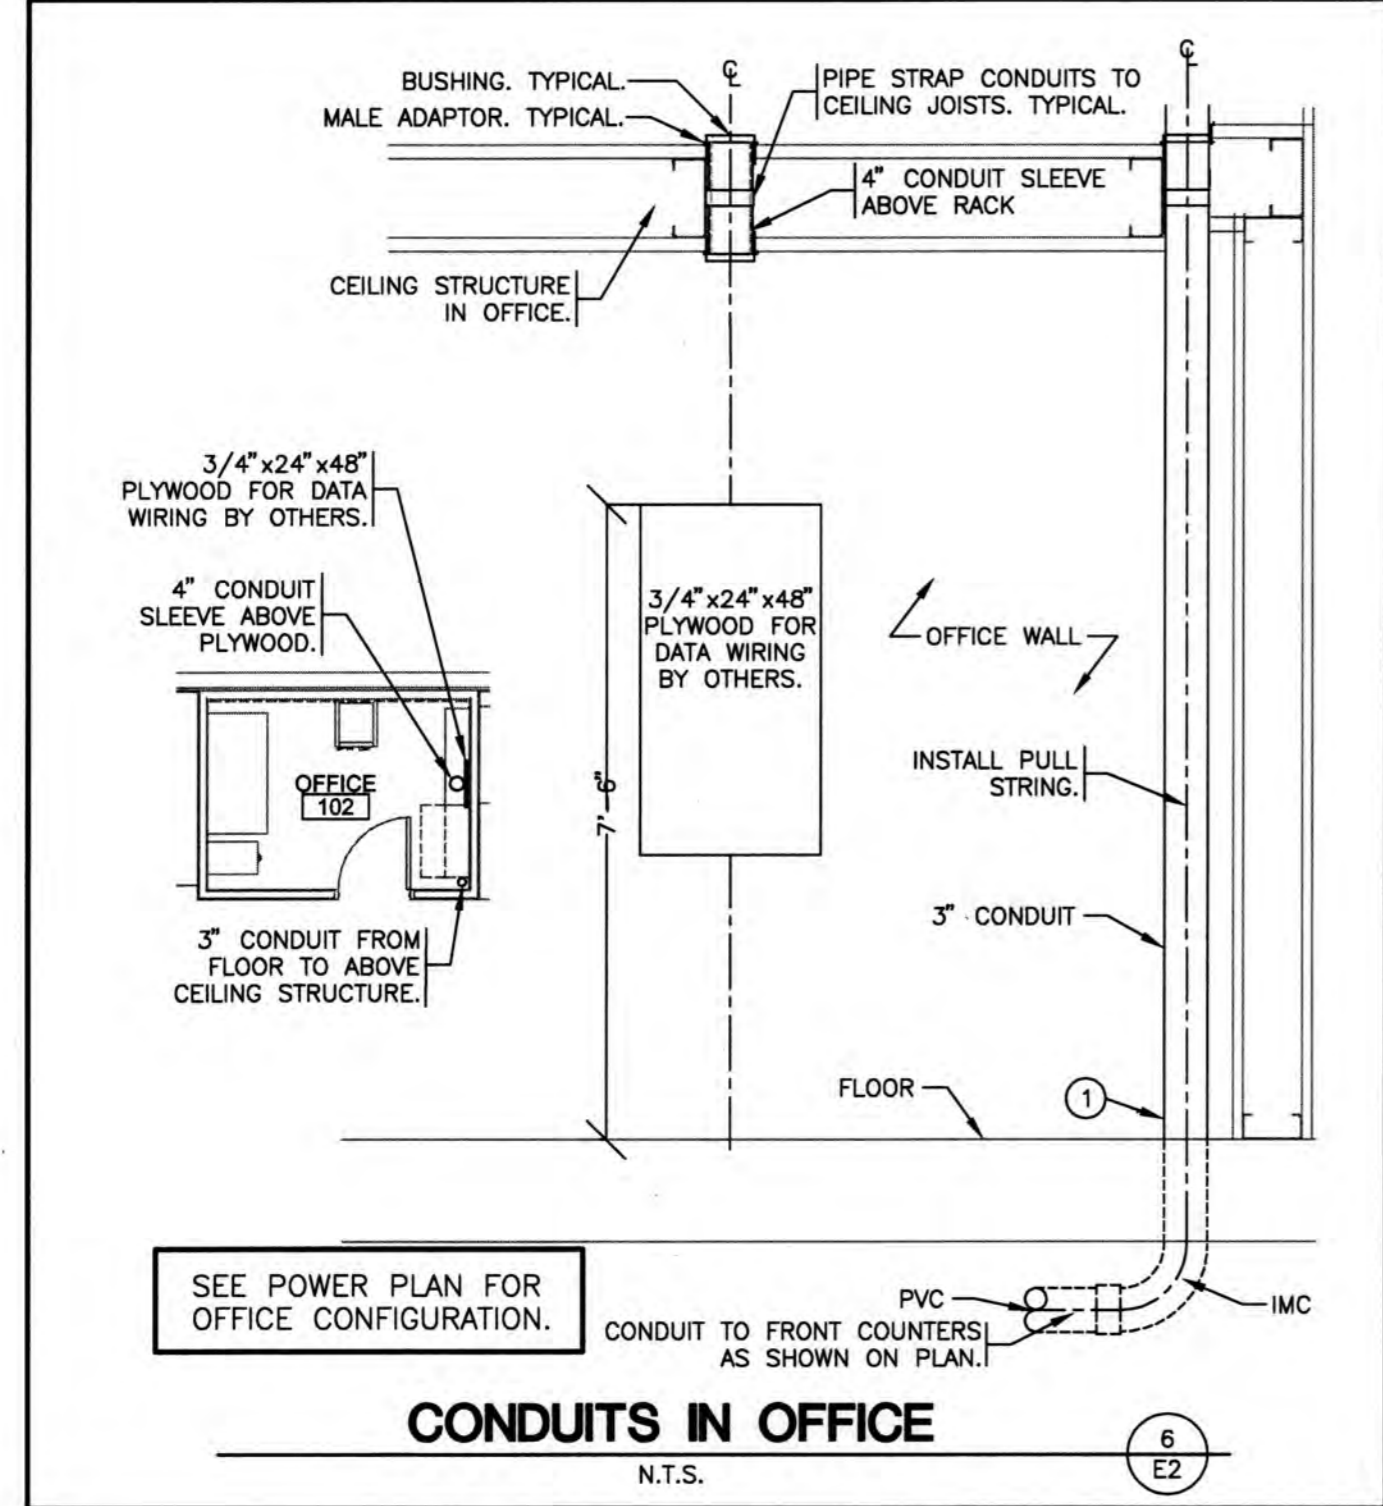 ℄
℄
BUSHING. TYPICAL.
MALE ADAPTOR. TYPICAL.
PIPE STRAP CONDUITS TO
CEILING JOISTS. TYPICAL.
4" CONDUIT SLEEVE
ABOVE RACK
CEILING STRUCTURE
IN OFFICE.
3/4"x24"x48"
PLYWOOD FOR DATA
WIRING BY OTHERS.
4" CONDUIT
SLEEVE ABOVE
PLYWOOD.
OFFICE
102
3" CONDUIT FROM
FLOOR TO ABOVE
CEILING STRUCTURE.
7'-6"
3/4"x24"x48"
PLYWOOD FOR
DATA WIRING
BY OTHERS.
OFFICE WALL
INSTALL PULL
STRING.
3" CONDUIT
FLOOR
1
SEE POWER PLAN FOR
OFFICE CONFIGURATION.
PVC
IMC
CONDUIT TO FRONT COUNTERS
AS SHOWN ON PLAN.
CONDUITS IN OFFICE
N.T.S.
6
E2